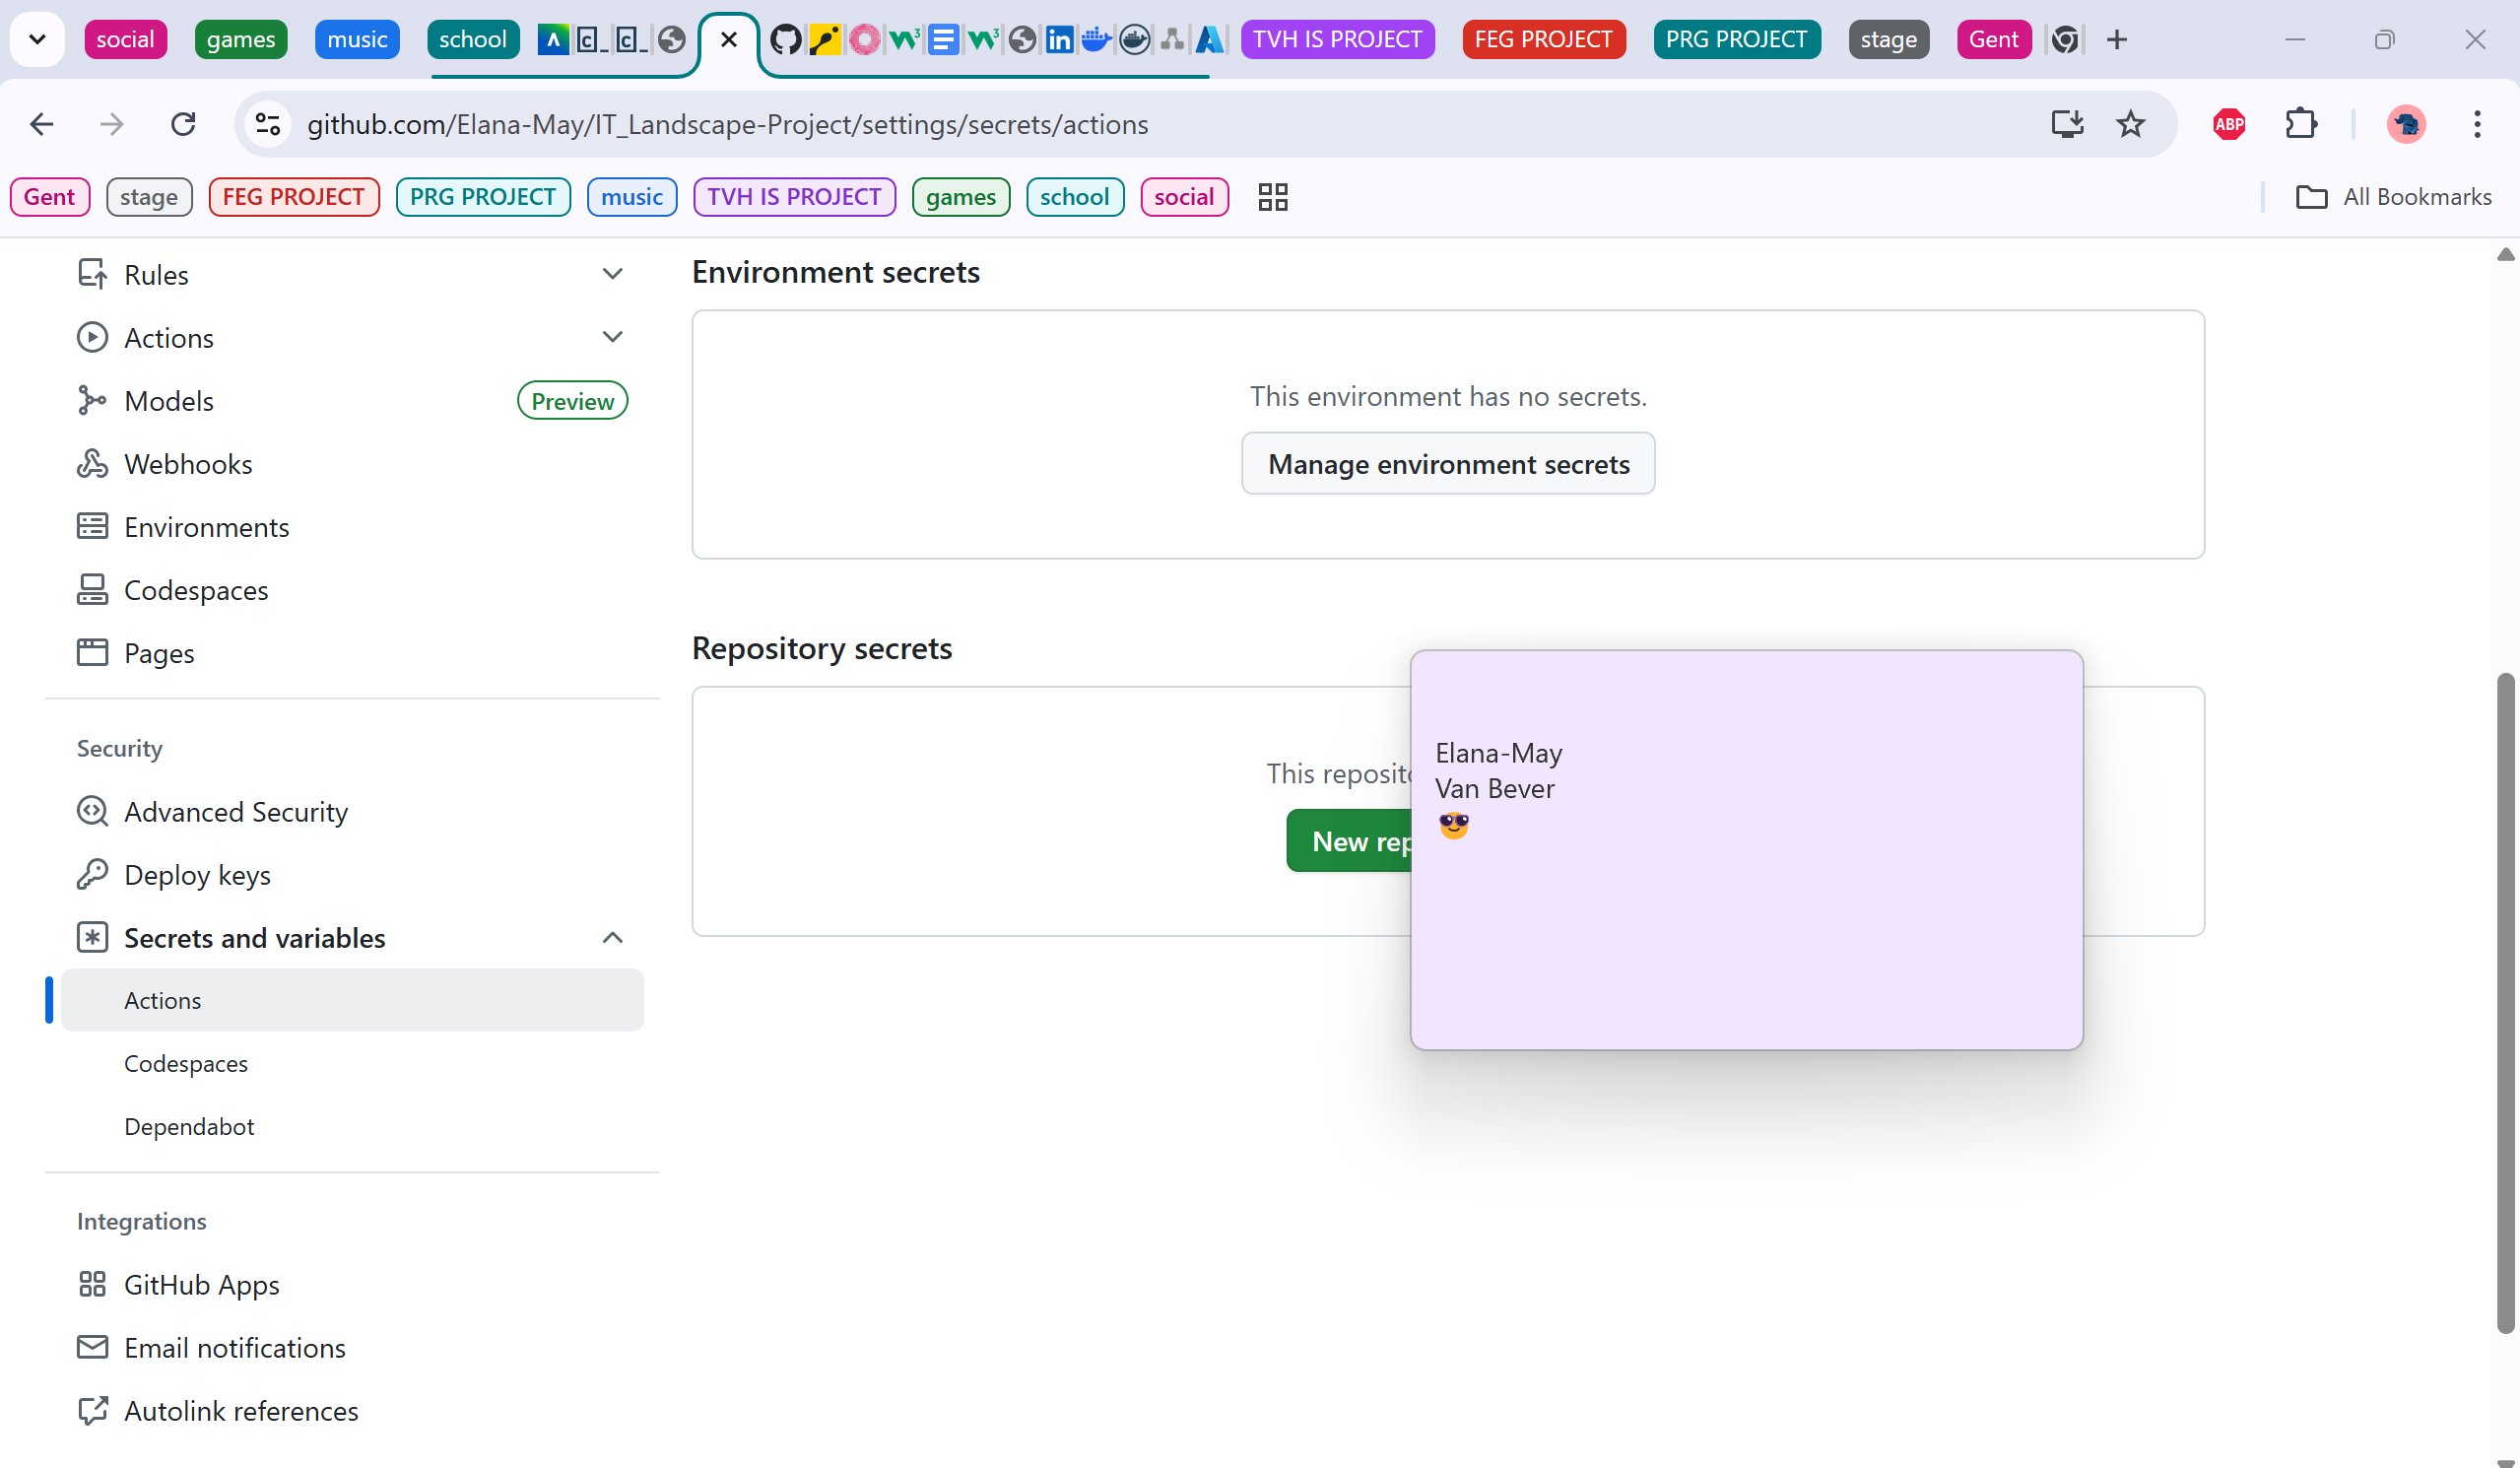 social games music school TVH IS PROJECT FEG PROJECT PRG PROJECT stage Gent
github.com/Elana-May/IT_Landscape-Project/settings/secrets/actions
ABP
Gent stage FEG PROJECT PRG PROJECT music TVH IS PROJECT games school social All Bookmarks
Rules
Actions
Models Preview
Webhooks
Environments
Codespaces
Pages
Security
Advanced Security
Deploy keys
Secrets and variables
Actions
Codespaces
Dependabot
Integrations
GitHub Apps
Email notifications
Autolink references
Environment secrets
This environment has no secrets.
Manage environment secrets
Repository secrets
This
New
Elana-May
Van Bever
😎